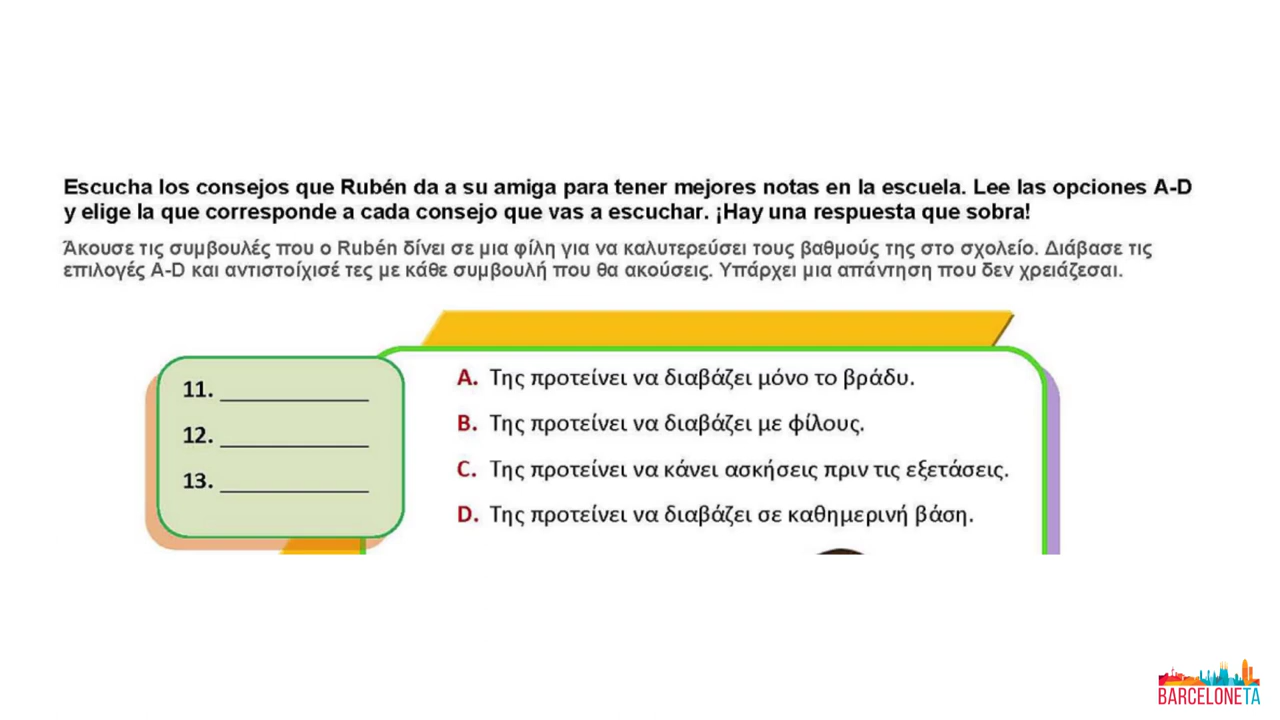 Escucha los consejos que Rubén da a su amiga para tener mejores notas en la escuela. Lee las opciones A-D
y elige la que corresponde a cada consejo que vas a escuchar. ¡Hay una respuesta que sobra!
Άκουσε τις συμβουλές που ο Rubén δίνει σε μια φίλη για να καλυτερεύσει τους βαθμούς της στο σχολείο. Διάβασε τις
επιλογές A-D και αντιστοίχισέ τες με κάθε συμβουλή που θα ακούσεις. Υπάρχει μια απάντηση που δεν χρειάζεσαι.
11. ____________
12. ____________
13. ____________
A. Της προτείνει να διαβάζει μόνο το βράδυ.
B. Της προτείνει να διαβάζει με φίλους.
C. Της προτείνει να κάνει ασκήσεις πριν τις εξετάσεις.
D. Της προτείνει να διαβάζει σε καθημερινή βάση.
BARCELONETA